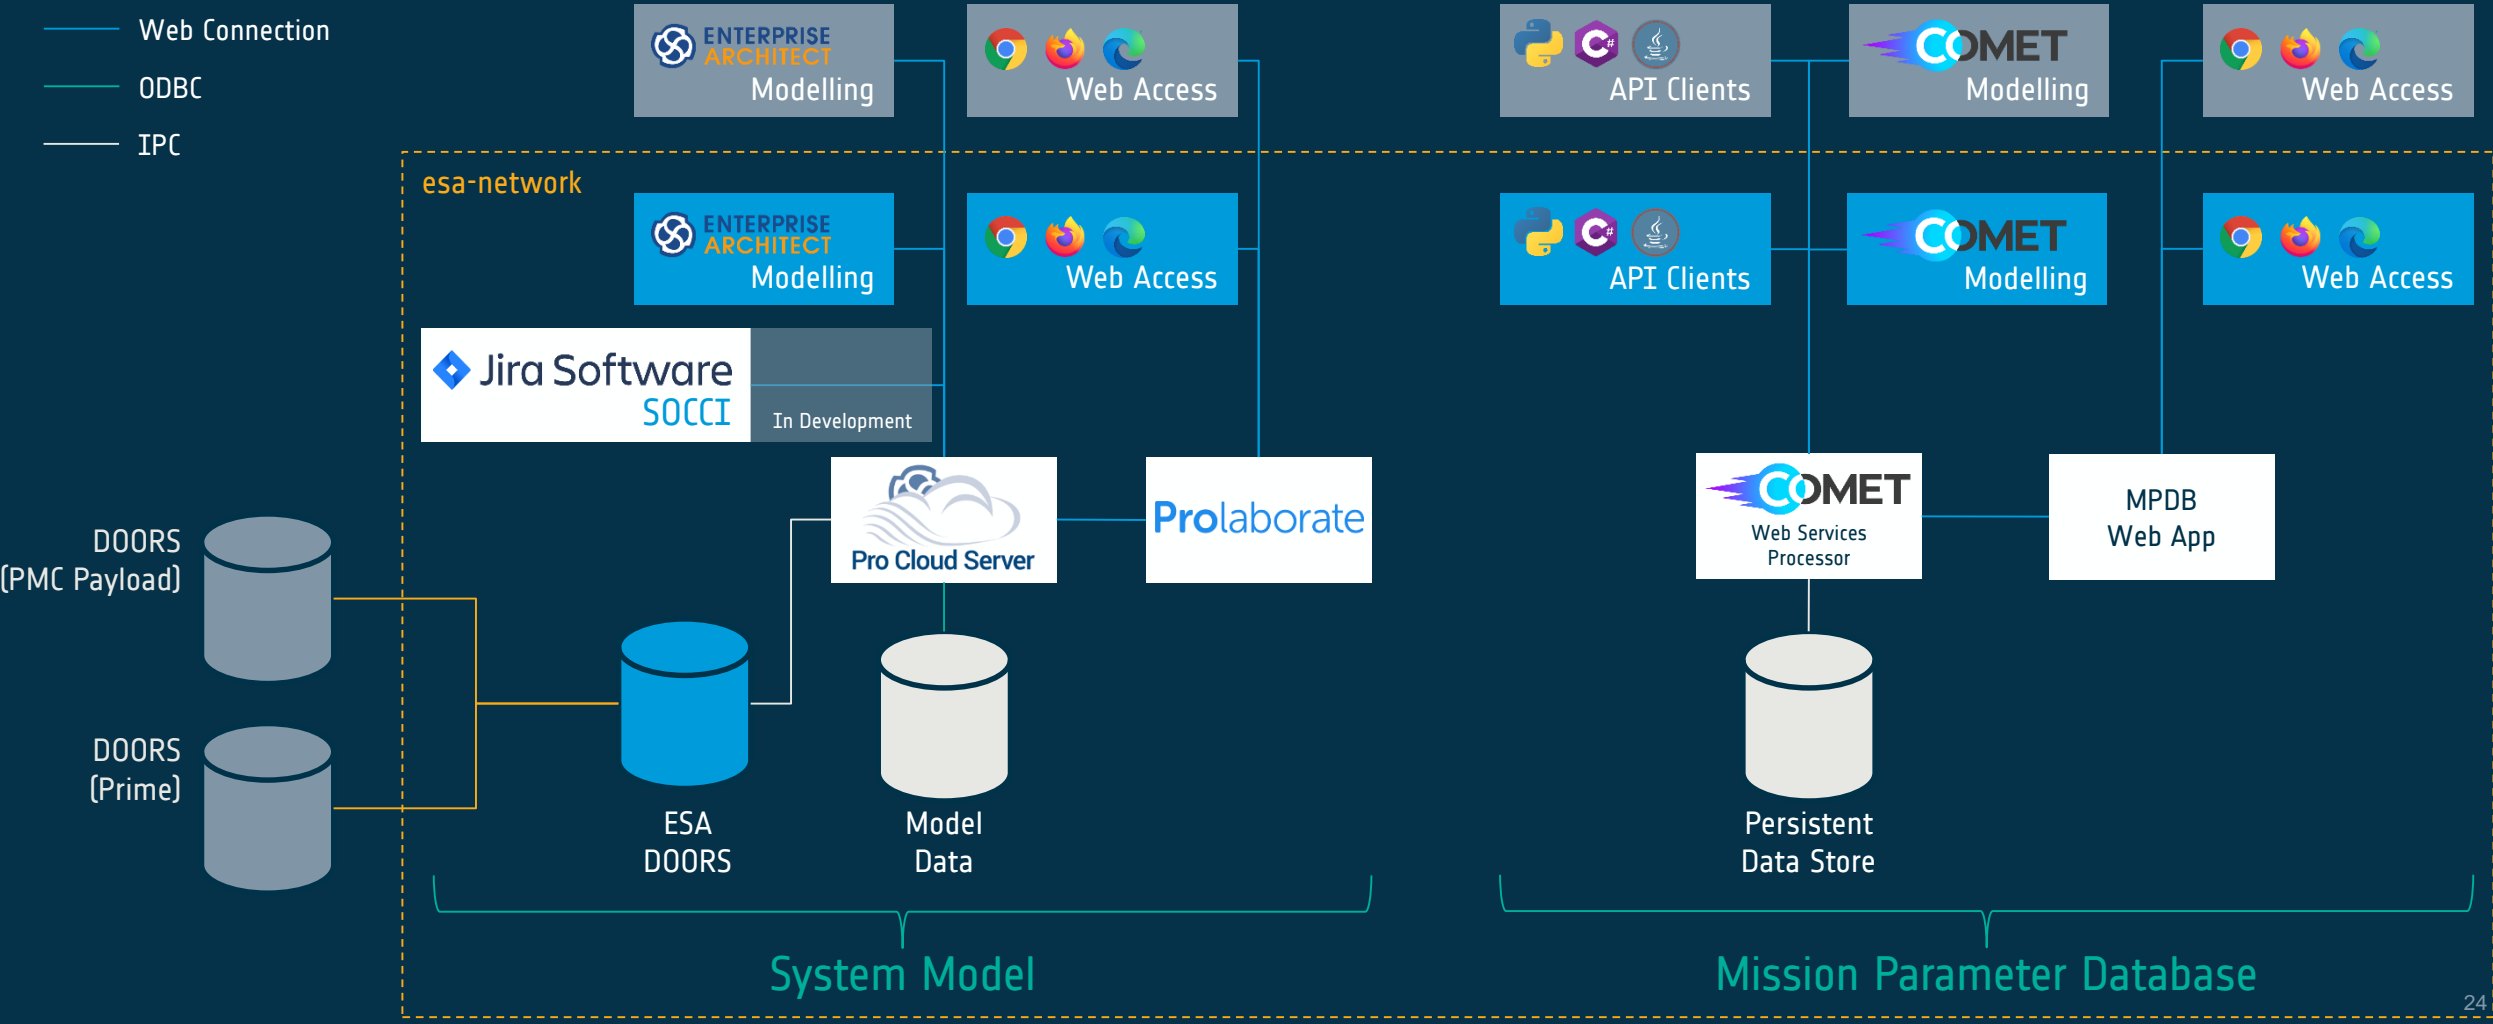 Web Connection
ODBC
IPC
ENTERPRISE
ARCHITECT
Modelling
Web Access
API Clients
COMET
Modelling
Web Access
esa-network
ENTERPRISE
ARCHITECT
Modelling
Web Access
API Clients
COMET
Modelling
Web Access
Jira Software
SOCCI
In Development
Pro Cloud Server
Prolaborate
COMET
Web Services
Processor
MPDB
Web App
DOORS
(PMC Payload)
DOORS
(Prime)
ESA
DOORS
Model
Data
Persistent
Data Store
System Model
Mission Parameter Database
24